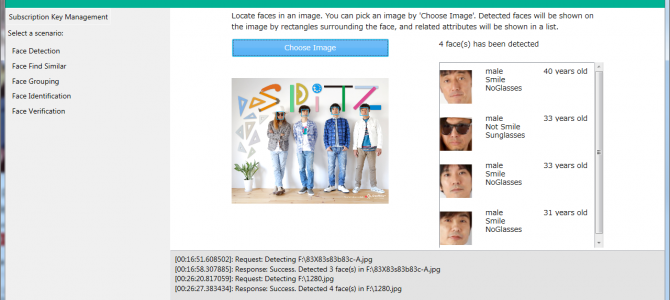 Subscription Key Management
Select a scenario:
Face Detection
Face Find Similar
Face Grouping
Face Identification
Face Verification
Locate faces in an image. You can pick an image by 'Choose Image'. Detected faces will be shown on
the image by rectangles surrounding the face, and related attributes will be shown in a list.
Choose Image
SPiTZ
4 face(s) has been detected
male 40 years old
Smile
NoGlasses
male 33 years old
Not Smile
Sunglasses
male 33 years old
Smile
NoGlasses
male 31 years old
Smile
NoGlasses
[00:16:51.608502]: Request: Detecting F:\83X83s83b83c-A.jpg
[00:16:58.307885]: Response: Success. Detected 3 face(s) in F:\83X83s83b83c-A.jpg
[00:26:20.817059]: Request: Detecting F:\1280.jpg
[00:26:27.383434]: Response: Success. Detected 4 face(s) in F:\1280.jpg